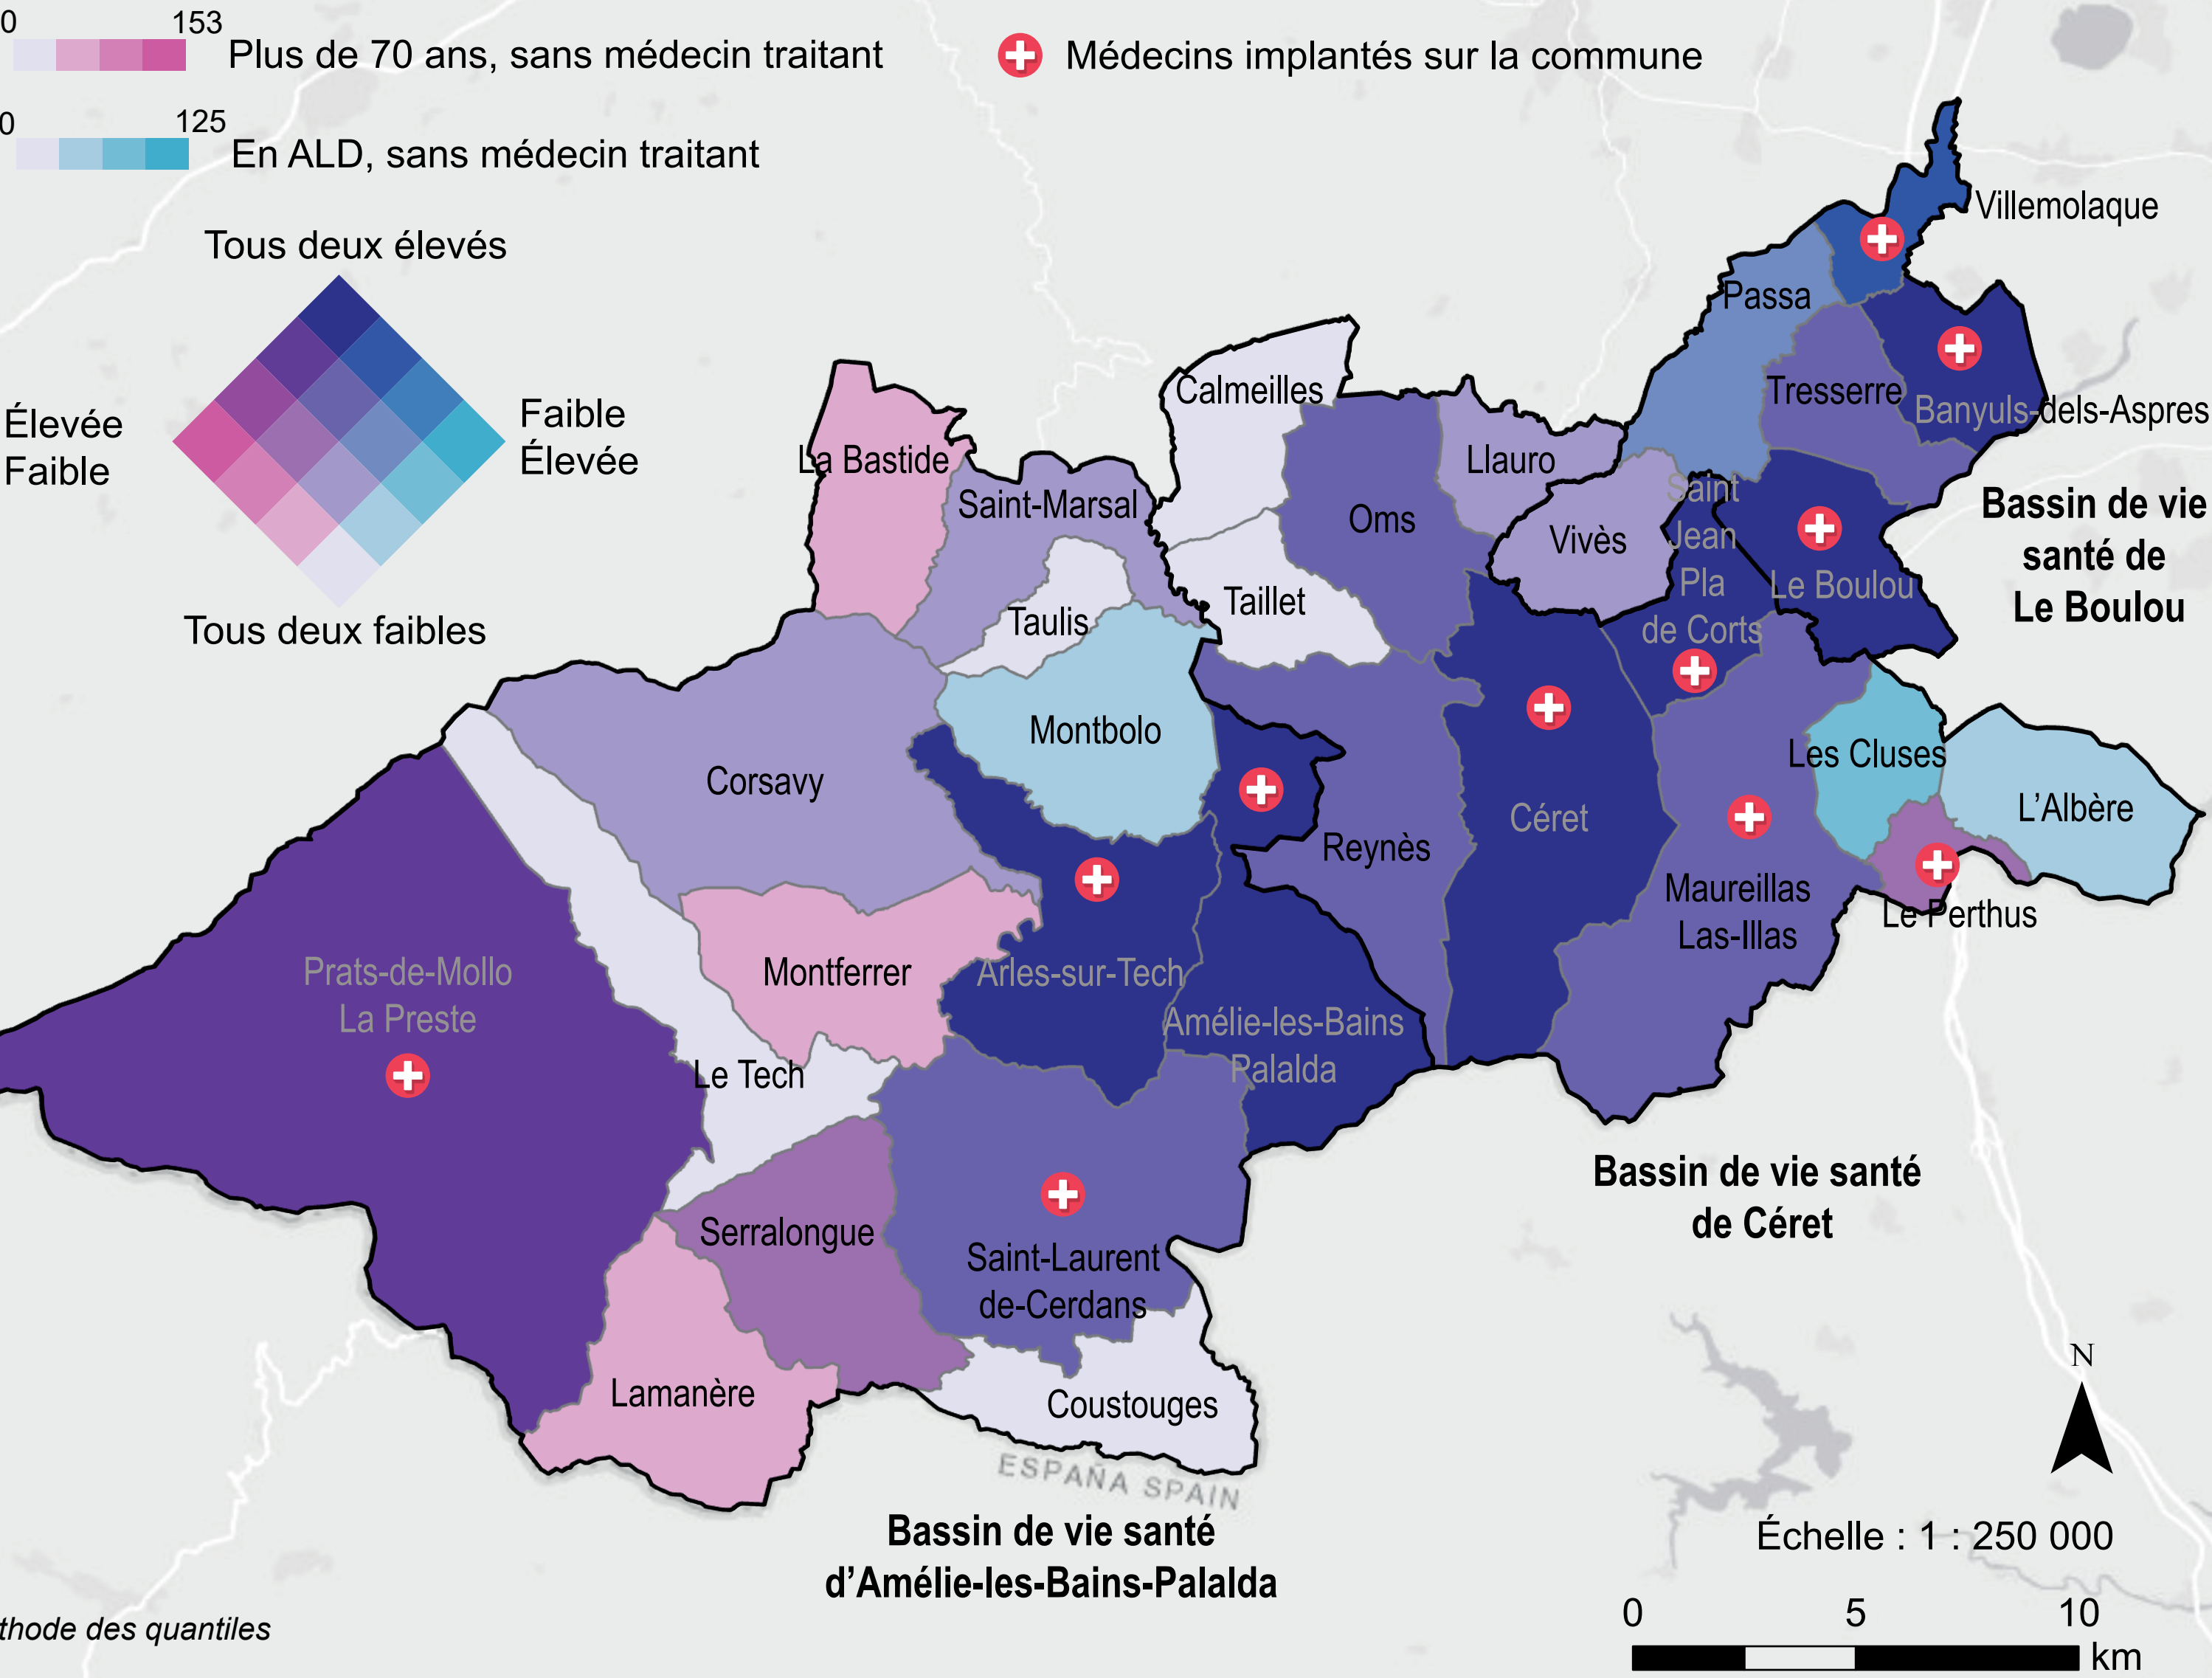 0 153
Plus de 70 ans, sans médecin traitant
Médecins implantés sur la commune
0 125
En ALD, sans médecin traitant
Tous deux élevés
Élevée
Faible
Faible
Élevée
Tous deux faibles
Villemolaque
Passa
Tresserre
Banyuls-dels-Aspres
Calmeilles
La Bastide
Saint-Marsal
Llauro
Oms
Vivès
Saint
Jean
Pla
de Corts
Le Boulou
Bassin de vie
santé de
Le Boulou
Taulis
Taillet
Montbolo
Corsavy
Les Cluses
L'Albère
Céret
Reynès
Maureillas
Las-Illas
Le Perthus
Prats-de-Mollo
La Preste
Montferrer
Arles-sur-Tech
Amélie-les-Bains
Palalda
Le Tech
Serralongue
Saint-Laurent
de-Cerdans
Bassin de vie santé
de Céret
Lamanère
Coustouges
ESPAÑA SPAIN
Bassin de vie santé
d'Amélie-les-Bains-Palalda
N
Échelle : 1 : 250 000
0 5 10
km
thode des quantiles